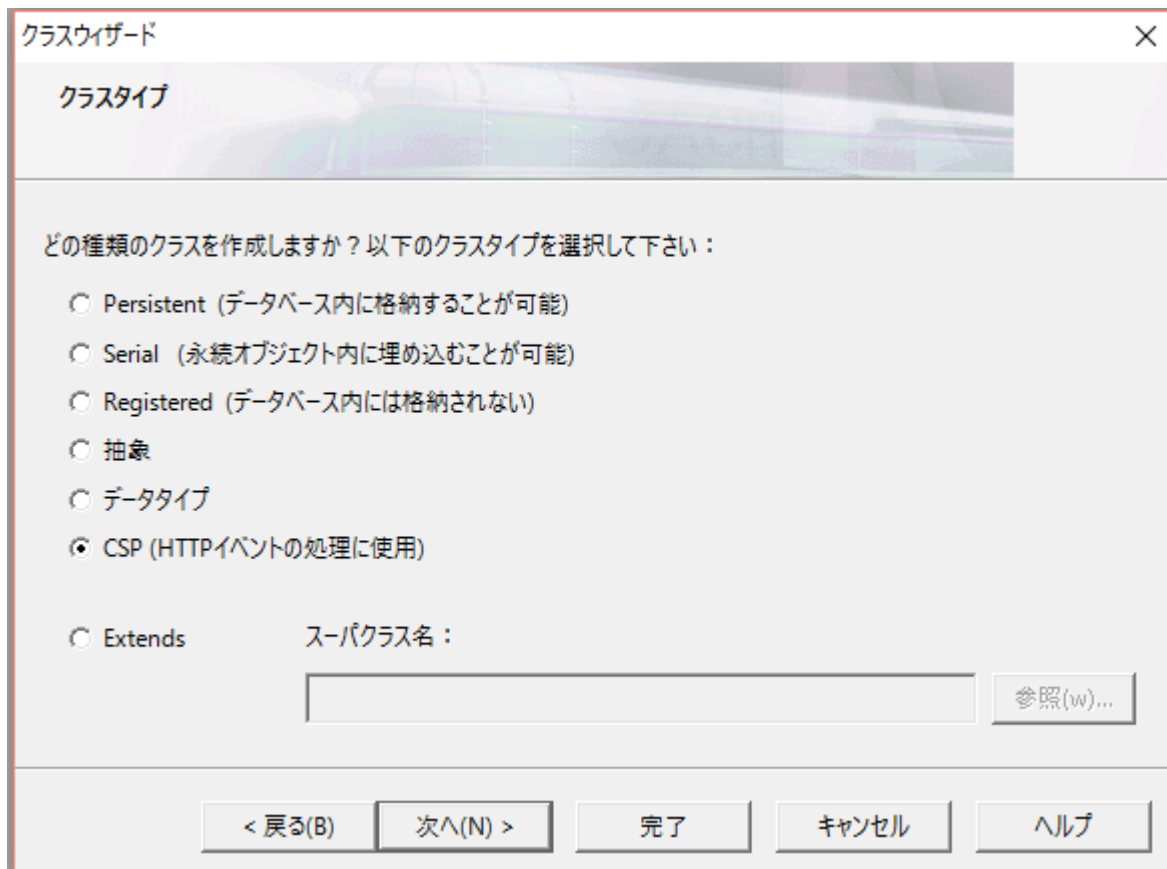 クラスウィザード
クラスタイプ
どの種類のクラスを作成しますか？以下のクラスタイプを選択して下さい：
Persistent (データベース内に格納することが可能)
Serial (永続オブジェクト内に埋め込むことが可能)
Registered (データベース内には格納されない)
抽象
データタイプ
CSP (HTTPイベントの処理に使用)
Extends スーパクラス名：
参照(w)...
< 戻る(B) 次へ(N) > 完了 キャンセル ヘルプ